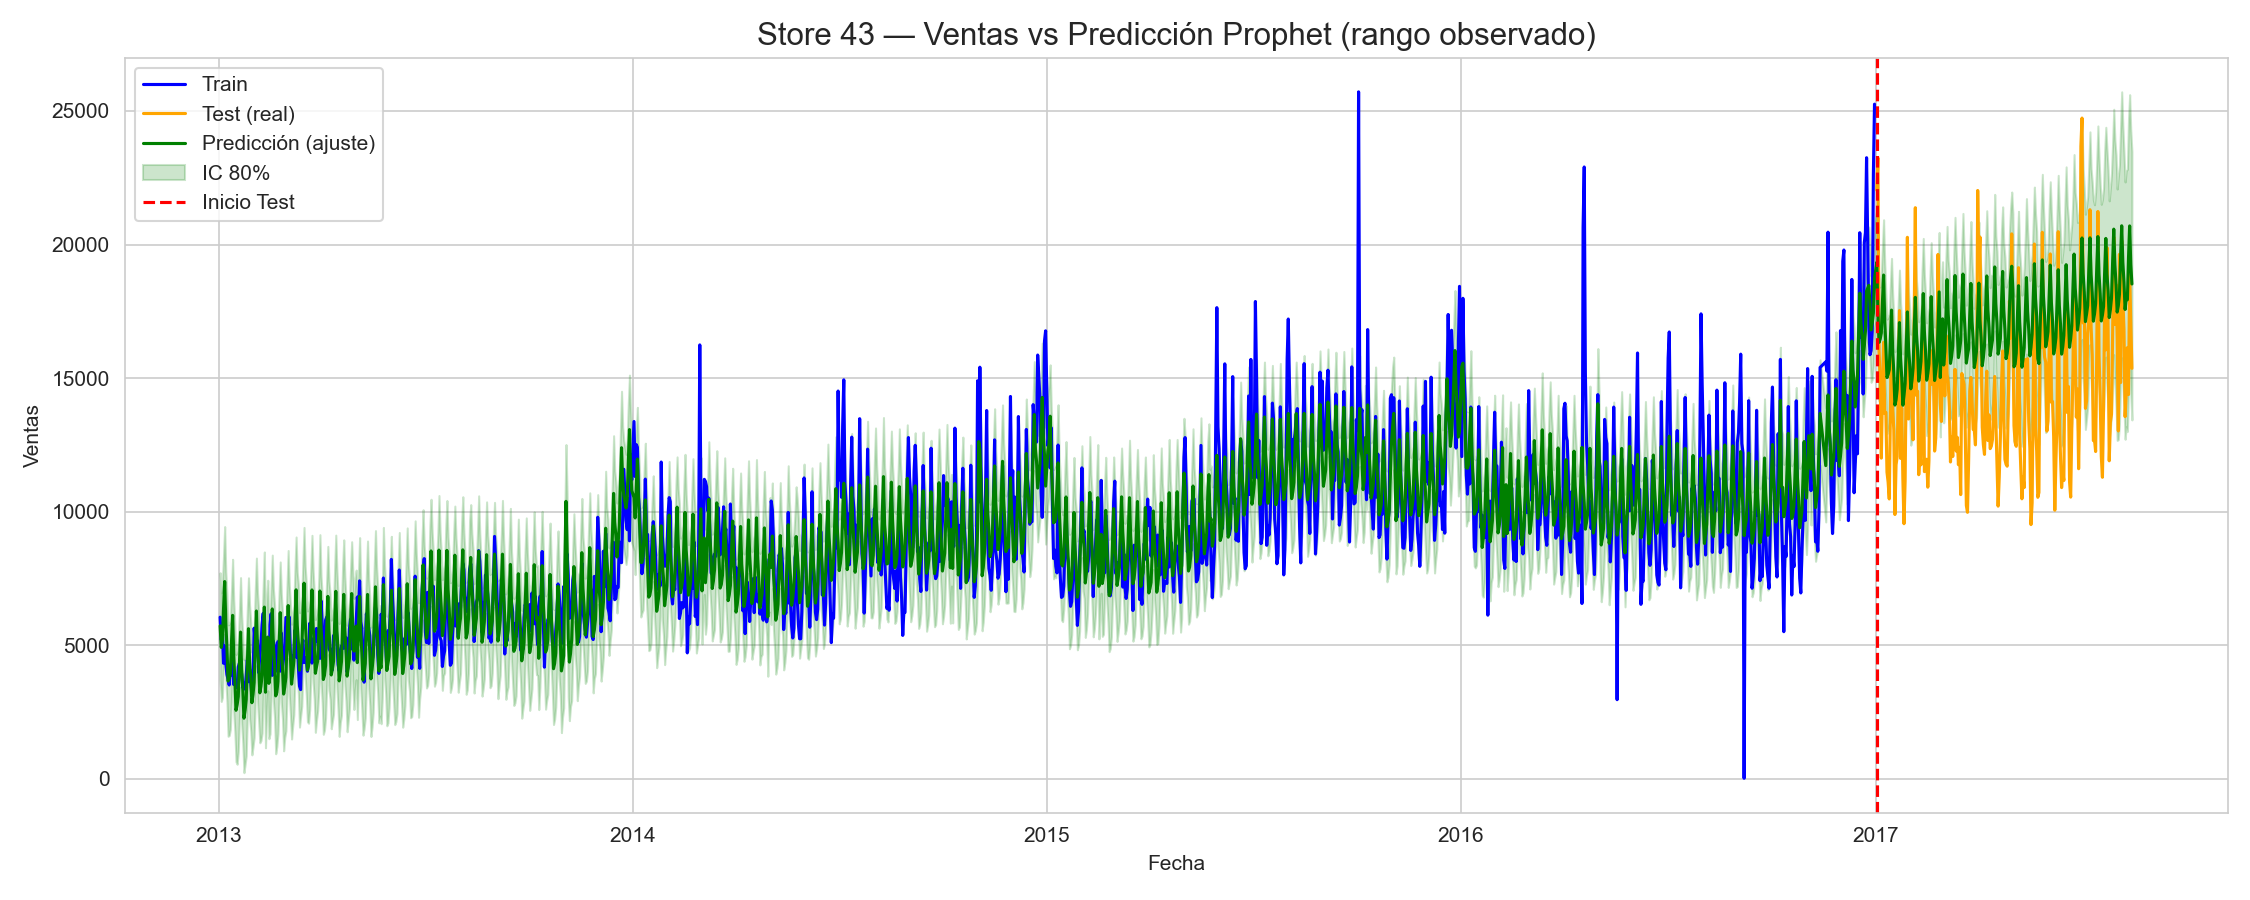 Store 43 — Ventas vs Predicción Prophet (rango observado)
Train
Test (real)
Predicción (ajuste)
IC 80%
Inicio Test
Ventas
25000
20000
15000
10000
5000
0
2013
2014
2015
2016
2017
Fecha